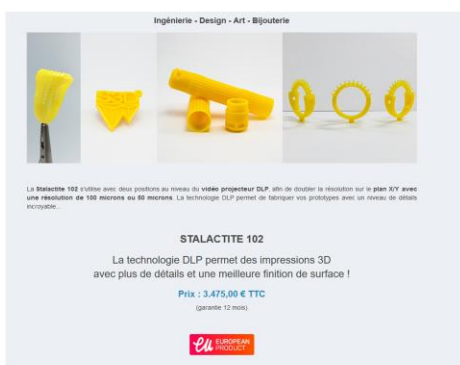 Ingénierie - Design - Art - Bijouterie
La Stalactite 102 s'utilise avec deux positions au niveau du vidéo projecteur DLP, afin de doubler la résolution sur le plan X/Y avec
une résolution de 100 microns ou 50 microns. La technologie DLP permet de fabriquer vos prototypes avec un niveau de détails
incroyable...
STALACTITE 102
La technologie DLP permet des impressions 3D
avec plus de détails et une meilleure finition de surface !
Prix : 3.475,00 € TTC
(garantie 12 mois)
eu EUROPEAN
PRODUCT